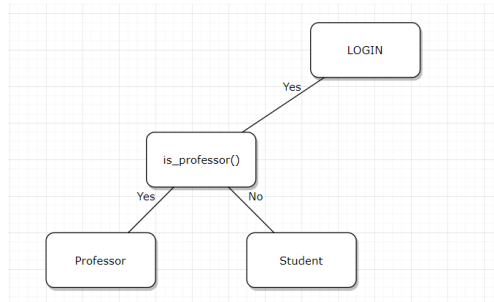 LOGIN
Yes
is_professor()
Yes
No
Professor
Student